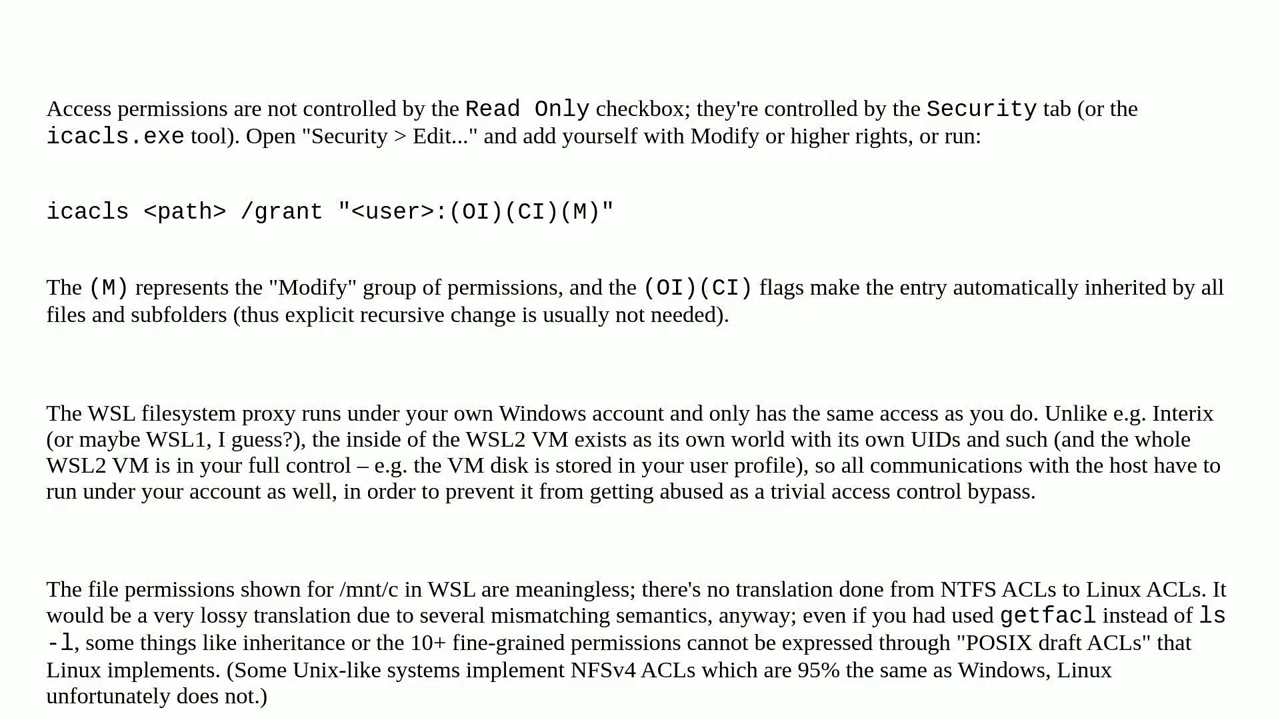 Access permissions are not controlled by the Read Only checkbox; they're controlled by the Security tab (or the
icacls.exe tool). Open "Security > Edit..." and add yourself with Modify or higher rights, or run:
icacls <path> /grant "<user>:(OI)(CI)(M)"
The (M) represents the "Modify" group of permissions, and the (OI)(CI) flags make the entry automatically inherited by all
files and subfolders (thus explicit recursive change is usually not needed).
The WSL filesystem proxy runs under your own Windows account and only has the same access as you do. Unlike e.g. Interix
(or maybe WSL1, I guess?), the inside of the WSL2 VM exists as its own world with its own UIDs and such (and the whole
WSL2 VM is in your full control – e.g. the VM disk is stored in your user profile), so all communications with the host have to
run under your account as well, in order to prevent it from getting abused as a trivial access control bypass.
The file permissions shown for /mnt/c in WSL are meaningless; there's no translation done from NTFS ACLs to Linux ACLs. It
would be a very lossy translation due to several mismatching semantics, anyway; even if you had used getfacl instead of ls
-l, some things like inheritance or the 10+ fine-grained permissions cannot be expressed through "POSIX draft ACLs" that
Linux implements. (Some Unix-like systems implement NFSv4 ACLs which are 95% the same as Windows, Linux
unfortunately does not.)